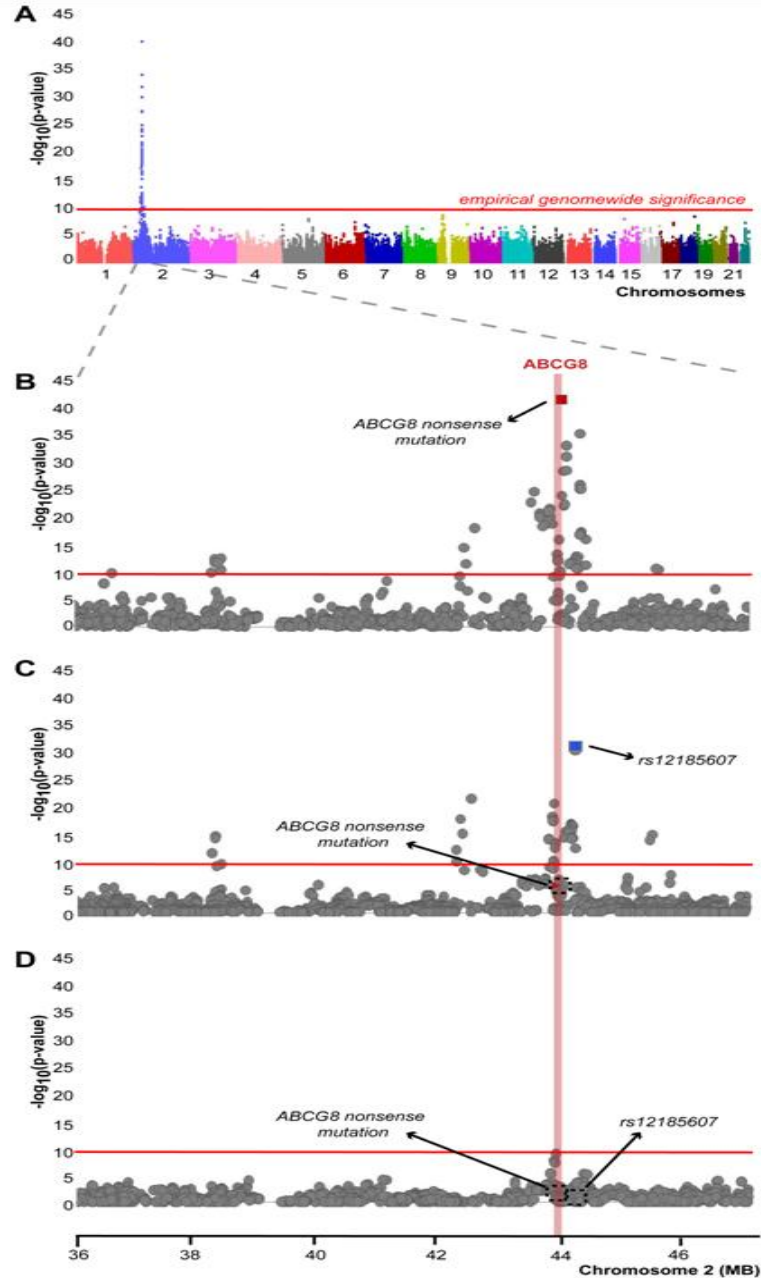 A
45
40
35
30
25
20
15
10
5
0
-log10(p-value)
empirical genomewide significance
1 2 3 4 5 6 7 8 9 10 11 12 13 14 15 17 19 21
Chromosomes
B
ABCG8
45
40
35
30
25
20
15
10
5
0
-log10(p-value)
ABCG8 nonsense
mutation
C
45
40
35
30
25
20
15
10
5
0
-log10(p-value)
rs12185607
ABCG8 nonsense
mutation
D
45
40
35
30
25
20
15
10
5
0
-log10(p-value)
ABCG8 nonsense
mutation
rs12185607
36 40 42 44 46
Chromosome 2 (MB)